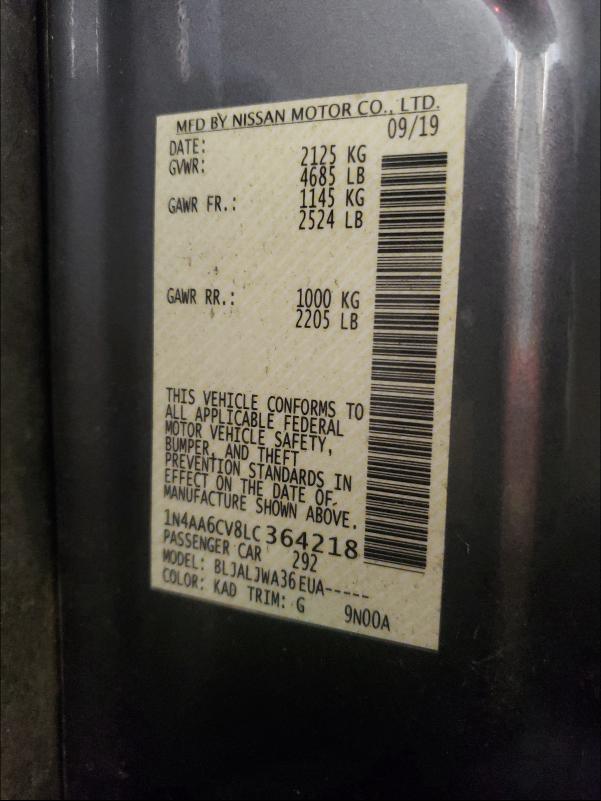 MFD BY NISSAN MOTOR CO., LTD.
DATE: 09/19
GVWR: 2125 KG
4685 LB
GAWR FR.: 1145 KG
2524 LB
GAWR RR.: 1000 KG
2205 LB
THIS VEHICLE CONFORMS TO
ALL APPLICABLE FEDERAL
MOTOR VEHICLE SAFETY,
BUMPER, AND THEFT
PREVENTION STANDARDS IN
EFFECT ON THE DATE OF
MANUFACTURE SHOWN ABOVE.
1N4AA6CV8LC364218
PASSENGER CAR 292
MODEL: BLJALJWA36EUA-----
COLOR: KAD TRIM: G 9N00A